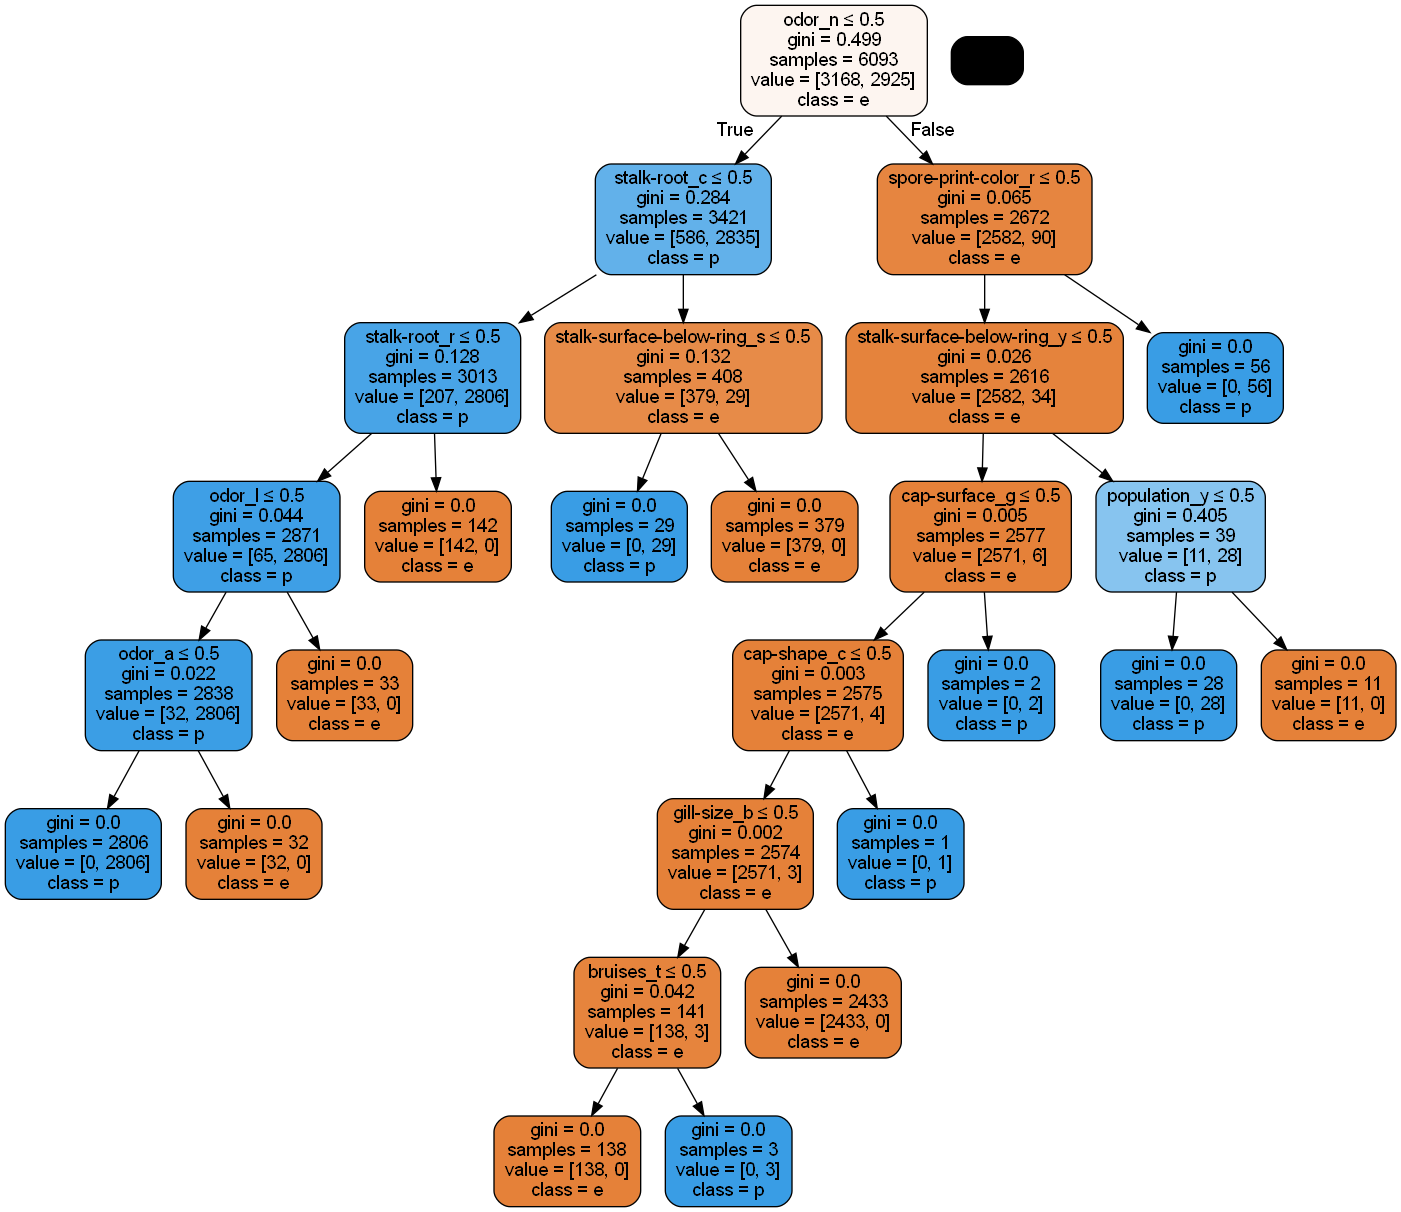 odor_n ≤ 0.5
gini = 0.499
samples = 6093
value = [3168, 2925]
class = e
True
False
stalk-root_c ≤ 0.5
gini = 0.284
samples = 3421
value = [586, 2835]
class = p
spore-print-color_r ≤ 0.5
gini = 0.065
samples = 2672
value = [2582, 90]
class = e
stalk-root_r ≤ 0.5
gini = 0.128
samples = 3013
value = [207, 2806]
class = p
stalk-surface-below-ring_s ≤ 0.5
gini = 0.132
samples = 408
value = [379, 29]
class = e
stalk-surface-below-ring_y ≤ 0.5
gini = 0.026
samples = 2616
value = [2582, 34]
class = e
gini = 0.0
samples = 56
value = [0, 56]
class = p
odor_l ≤ 0.5
gini = 0.044
samples = 2871
value = [65, 2806]
class = p
gini = 0.0
samples = 142
value = [142, 0]
class = e
gini = 0.0
samples = 29
value = [0, 29]
class = p
gini = 0.0
samples = 379
value = [379, 0]
class = e
cap-surface_g ≤ 0.5
gini = 0.005
samples = 2577
value = [2571, 6]
class = e
population_y ≤ 0.5
gini = 0.405
samples = 39
value = [11, 28]
class = p
odor_a ≤ 0.5
gini = 0.022
samples = 2838
value = [32, 2806]
class = p
gini = 0.0
samples = 33
value = [33, 0]
class = e
cap-shape_c ≤ 0.5
gini = 0.003
samples = 2575
value = [2571, 4]
class = e
gini = 0.0
samples = 2
value = [0, 2]
class = p
gini = 0.0
samples = 28
value = [0, 28]
class = p
gini = 0.0
samples = 11
value = [11, 0]
class = e
gini = 0.0
samples = 2806
value = [0, 2806]
class = p
gini = 0.0
samples = 32
value = [32, 0]
class = e
gill-size_b ≤ 0.5
gini = 0.002
samples = 2574
value = [2571, 3]
class = e
gini = 0.0
samples = 1
value = [0, 1]
class = p
bruises_t ≤ 0.5
gini = 0.042
samples = 141
value = [138, 3]
class = e
gini = 0.0
samples = 2433
value = [2433, 0]
class = e
gini = 0.0
samples = 138
value = [138, 0]
class = e
gini = 0.0
samples = 3
value = [0, 3]
class = p